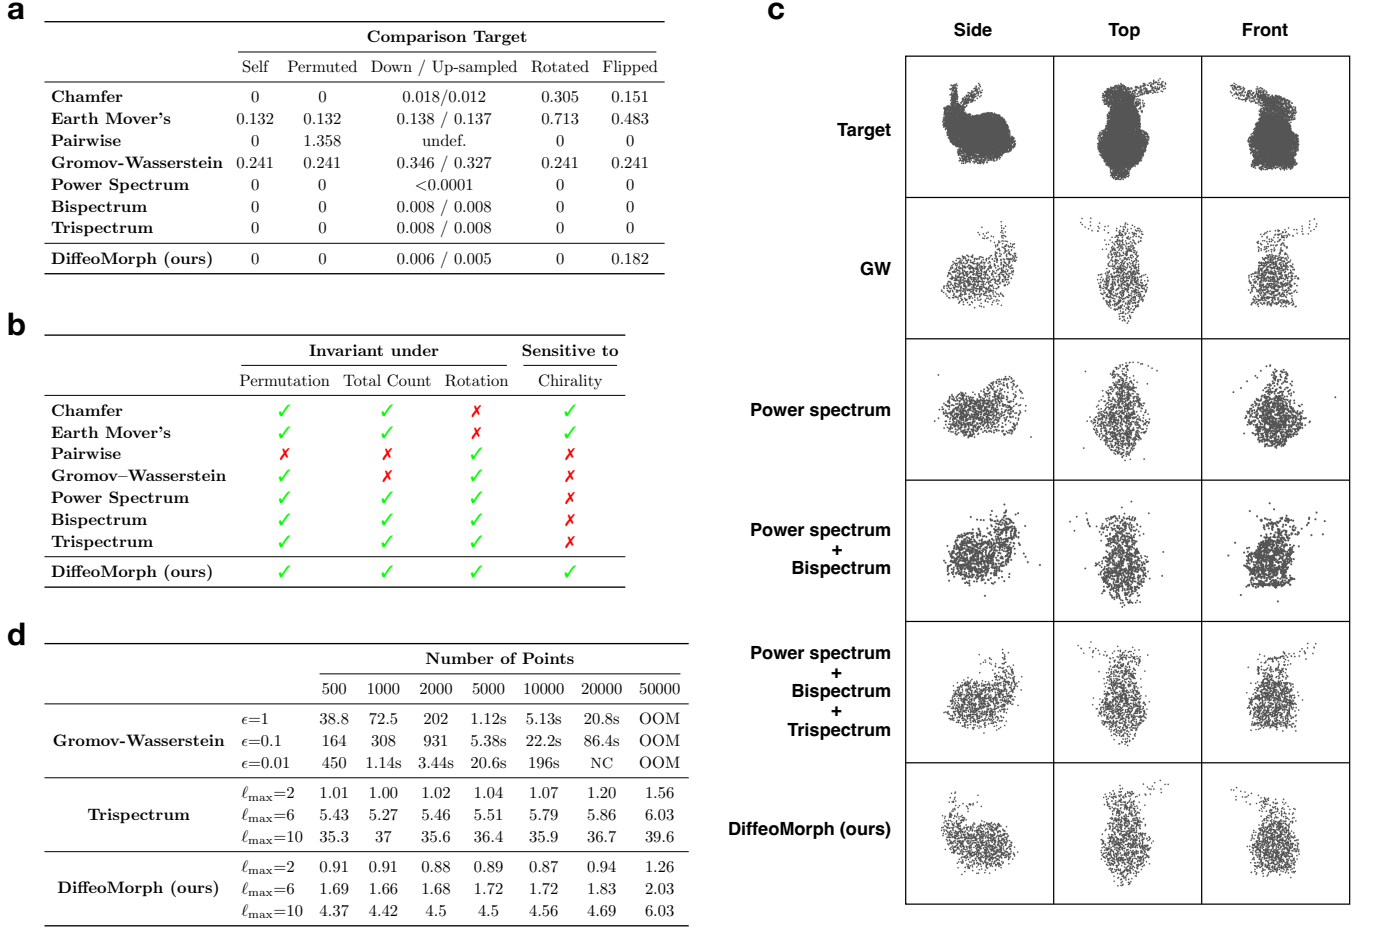 a
Comparison Target
Self Permuted Down / Up-sampled Rotated Flipped
Chamfer 0 0 0.018/0.012 0.305 0.151
Earth Mover's 0.132 0.132 0.138 / 0.137 0.713 0.483
Pairwise 0 1.358 undef. 0 0
Gromov-Wasserstein 0.241 0.241 0.346 / 0.327 0.241 0.241
Power Spectrum 0 0 <0.0001 0 0
Bispectrum 0 0 0.008 / 0.008 0 0
Trispectrum 0 0 0.008 / 0.008 0 0
DiffeoMorph (ours) 0 0 0.006 / 0.005 0 0.182
b
Invariant under Sensitive to
Permutation Total Count Rotation Chirality
Chamfer ✓ ✓ ✗ ✓
Earth Mover's ✓ ✓ ✗ ✓
Pairwise ✗ ✗ ✓ ✗
Gromov–Wasserstein ✓ ✗ ✓ ✗
Power Spectrum ✓ ✓ ✓ ✗
Bispectrum ✓ ✓ ✓ ✗
Trispectrum ✓ ✓ ✓ ✗
DiffeoMorph (ours) ✓ ✓ ✓ ✓
c
Side Top Front
Target
GW
Power spectrum
Power spectrum
+
Bispectrum
Power spectrum
+
Bispectrum
+
Trispectrum
DiffeoMorph (ours)
d
Number of Points
500 1000 2000 5000 10000 20000 50000
ϵ=1 38.8 72.5 202 1.12s 5.13s 20.8s OOM
Gromov-Wasserstein ϵ=0.1 164 308 931 5.38s 22.2s 86.4s OOM
ϵ=0.01 450 1.14s 3.44s 20.6s 196s NC OOM
ℓmax=2 1.01 1.00 1.02 1.04 1.07 1.20 1.56
Trispectrum ℓmax=6 5.43 5.27 5.46 5.51 5.79 5.86 6.03
ℓmax=10 35.3 37 35.6 36.4 35.9 36.7 39.6
ℓmax=2 0.91 0.91 0.88 0.89 0.87 0.94 1.26
DiffeoMorph (ours) ℓmax=6 1.69 1.66 1.68 1.72 1.72 1.83 2.03
ℓmax=10 4.37 4.42 4.5 4.5 4.56 4.69 6.03